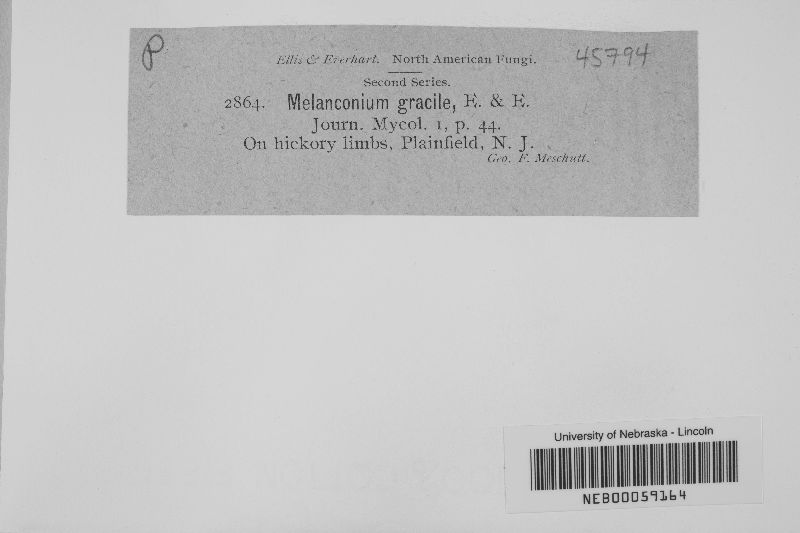 P
Ellis & Everhart. North American Fungi. 45794
Second Series.
2864. Melanconium gracile, E. & E.
Journ. Mycol. 1, p. 44.
On hickory limbs, Plainfield, N. J.
Geo. F. Meschutt.
University of Nebraska - Lincoln
NEB00059164